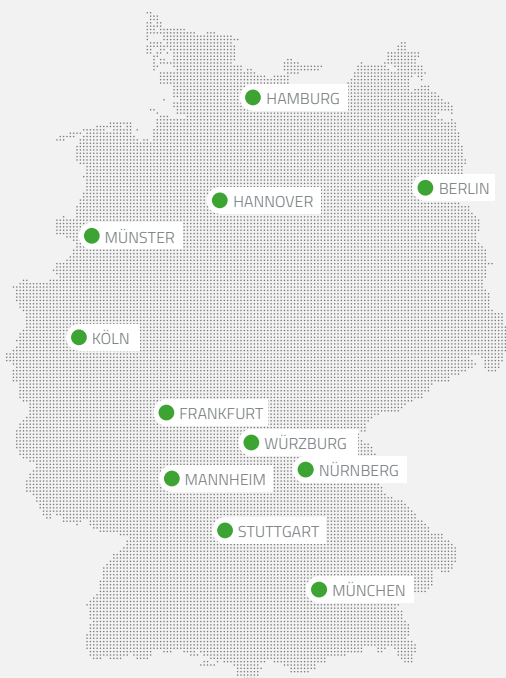 HAMBURG
BERLIN
HANNOVER
MÜNSTER
KÖLN
FRANKFURT
WÜRZBURG
NÜRNBERG
MANNHEIM
STUTTGART
MÜNCHEN